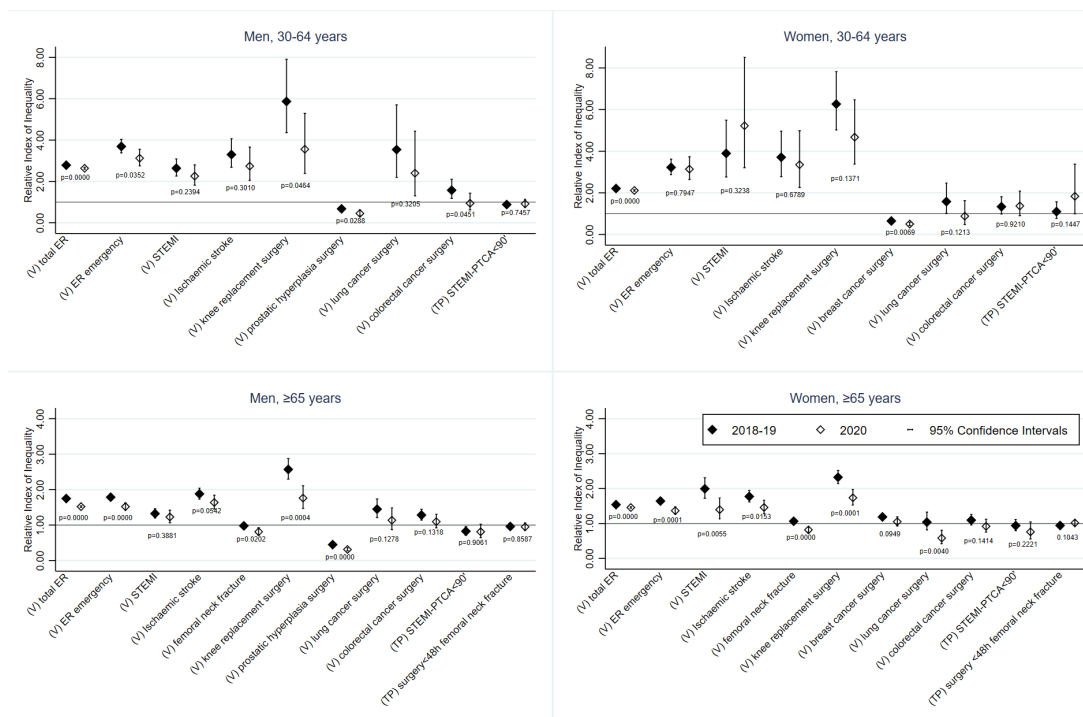 Men, 30-64 years
Relative Index of Inequality
8.00
6.00
4.00
2.00
0.00
p=0.0000
p=0.0352
p=0.2394
p=0.3010
p=0.0464
p=0.0288
p=0.3205
p=0.0451
p=0.7457
(V) total ER
(V) ER emergency
(V) STEMI
(V) Ischaemic stroke
(V) knee replacement surgery
(V) prostatic hyperplasia surgery
(V) lung cancer surgery
(V) colorectal cancer surgery
(TP) STEMI-PTCA<90'
Women, 30-64 years
Relative Index of Inequality
8.00
6.00
4.00
2.00
0.00
p=0.0000
p=0.7947
p=0.3238
p=0.6789
p=0.1371
p=0.0069
p=0.1213
p=0.9210
p=0.1447
(V) total ER
(V) ER emergency
(V) STEMI
(V) Ischaemic stroke
(V) knee replacement surgery
(V) breast cancer surgery
(V) lung cancer surgery
(V) colorectal cancer surgery
(TP) STEMI-PTCA<90'
Men, ≥65 years
Relative Index of Inequality
4.00
3.00
2.00
1.00
0.00
p=0.0000
p=0.0000
p=0.3881
p=0.0542
p=0.0202
p=0.0004
p=0.0000
p=0.1278
p=0.1318
p=0.9061
p=0.8587
(V) total ER
(V) ER emergency
(V) STEMI
(V) Ischaemic stroke
(V) femoral neck fracture
(V) knee replacement surgery
(V) prostatic hyperplasia surgery
(V) lung cancer surgery
(V) colorectal cancer surgery
(TP) STEMI-PTCA<90'
(TP) surgery<48h femoral neck fracture
Women, ≥65 years
2018-19
2020
95% Confidence Intervals
Relative Index of Inequality
4.00
3.00
2.00
1.00
0.00
p=0.0000
p=0.0001
p=0.0055
p=0.0153
p=0.0000
p=0.0001
0.0949
p=0.0040
p=0.1414
p=0.2221
0.1043
(V) total ER
(V) ER emergency
(V) STEMI
(V) Ischaemic stroke
(V) femoral neck fracture
(V) knee replacement surgery
(V) breast cancer surgery
(V) lung cancer surgery
(V) colorectal cancer surgery
(TP) STEMI-PTCA<90'
(TP) surgery<48h femoral neck fracture